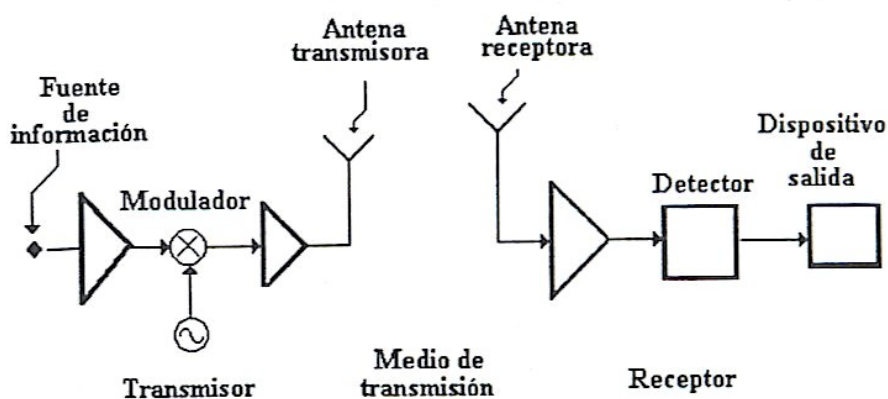 Antena
transmisora
Antena
receptora
Fuente
de
información
Modulador
Detector
Dispositivo
de
salida
Transmisor
Medio de
transmisión
Receptor